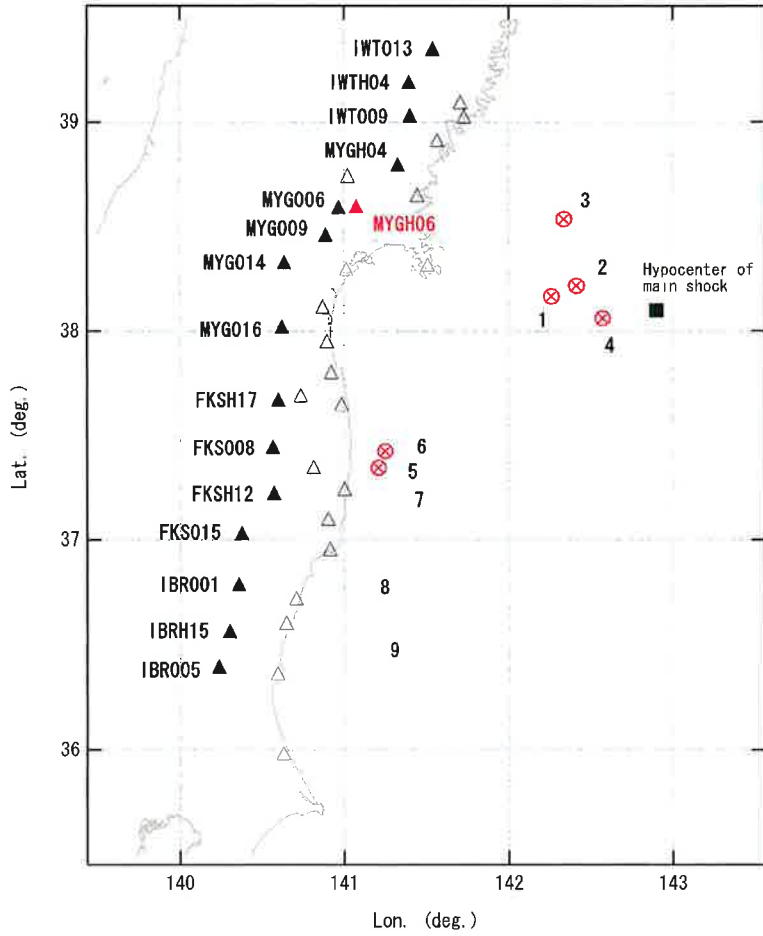 IWT013
IWTH04
IWT009
39
MYGH04
MYG006
3
MYGH06
MYG009
MYG014
2
Hypocenter of
main shock
1
38
MYG016
4
FKSH17
6
FKS008
5
FKSH12
7
FKS015
37
IBR001
8
IBRH15
9
IBR005
36
140
141
142
143
Lat. (deg.)
Lon. (deg.)